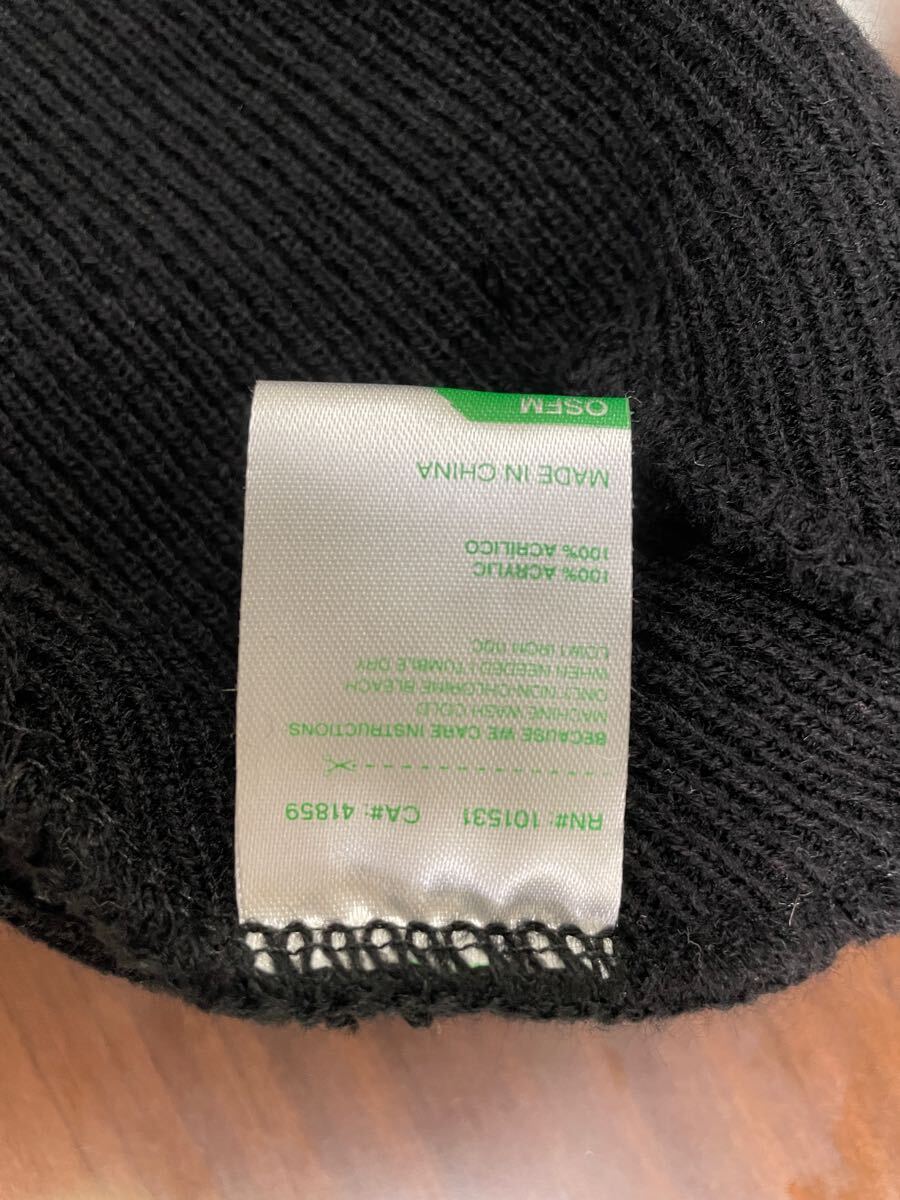 RN#: 101531 CA#: 41859
BECAUSE WE CARE INSTRUCTIONS
MACHINE WASH COLD
ONLY NON-CHLORINE BLEACH
WHEN NEEDED | TUMBLE DRY
LOW | IRON
100% ACRYLIC
100% ACRILICO
MADE IN CHINA
OSFM